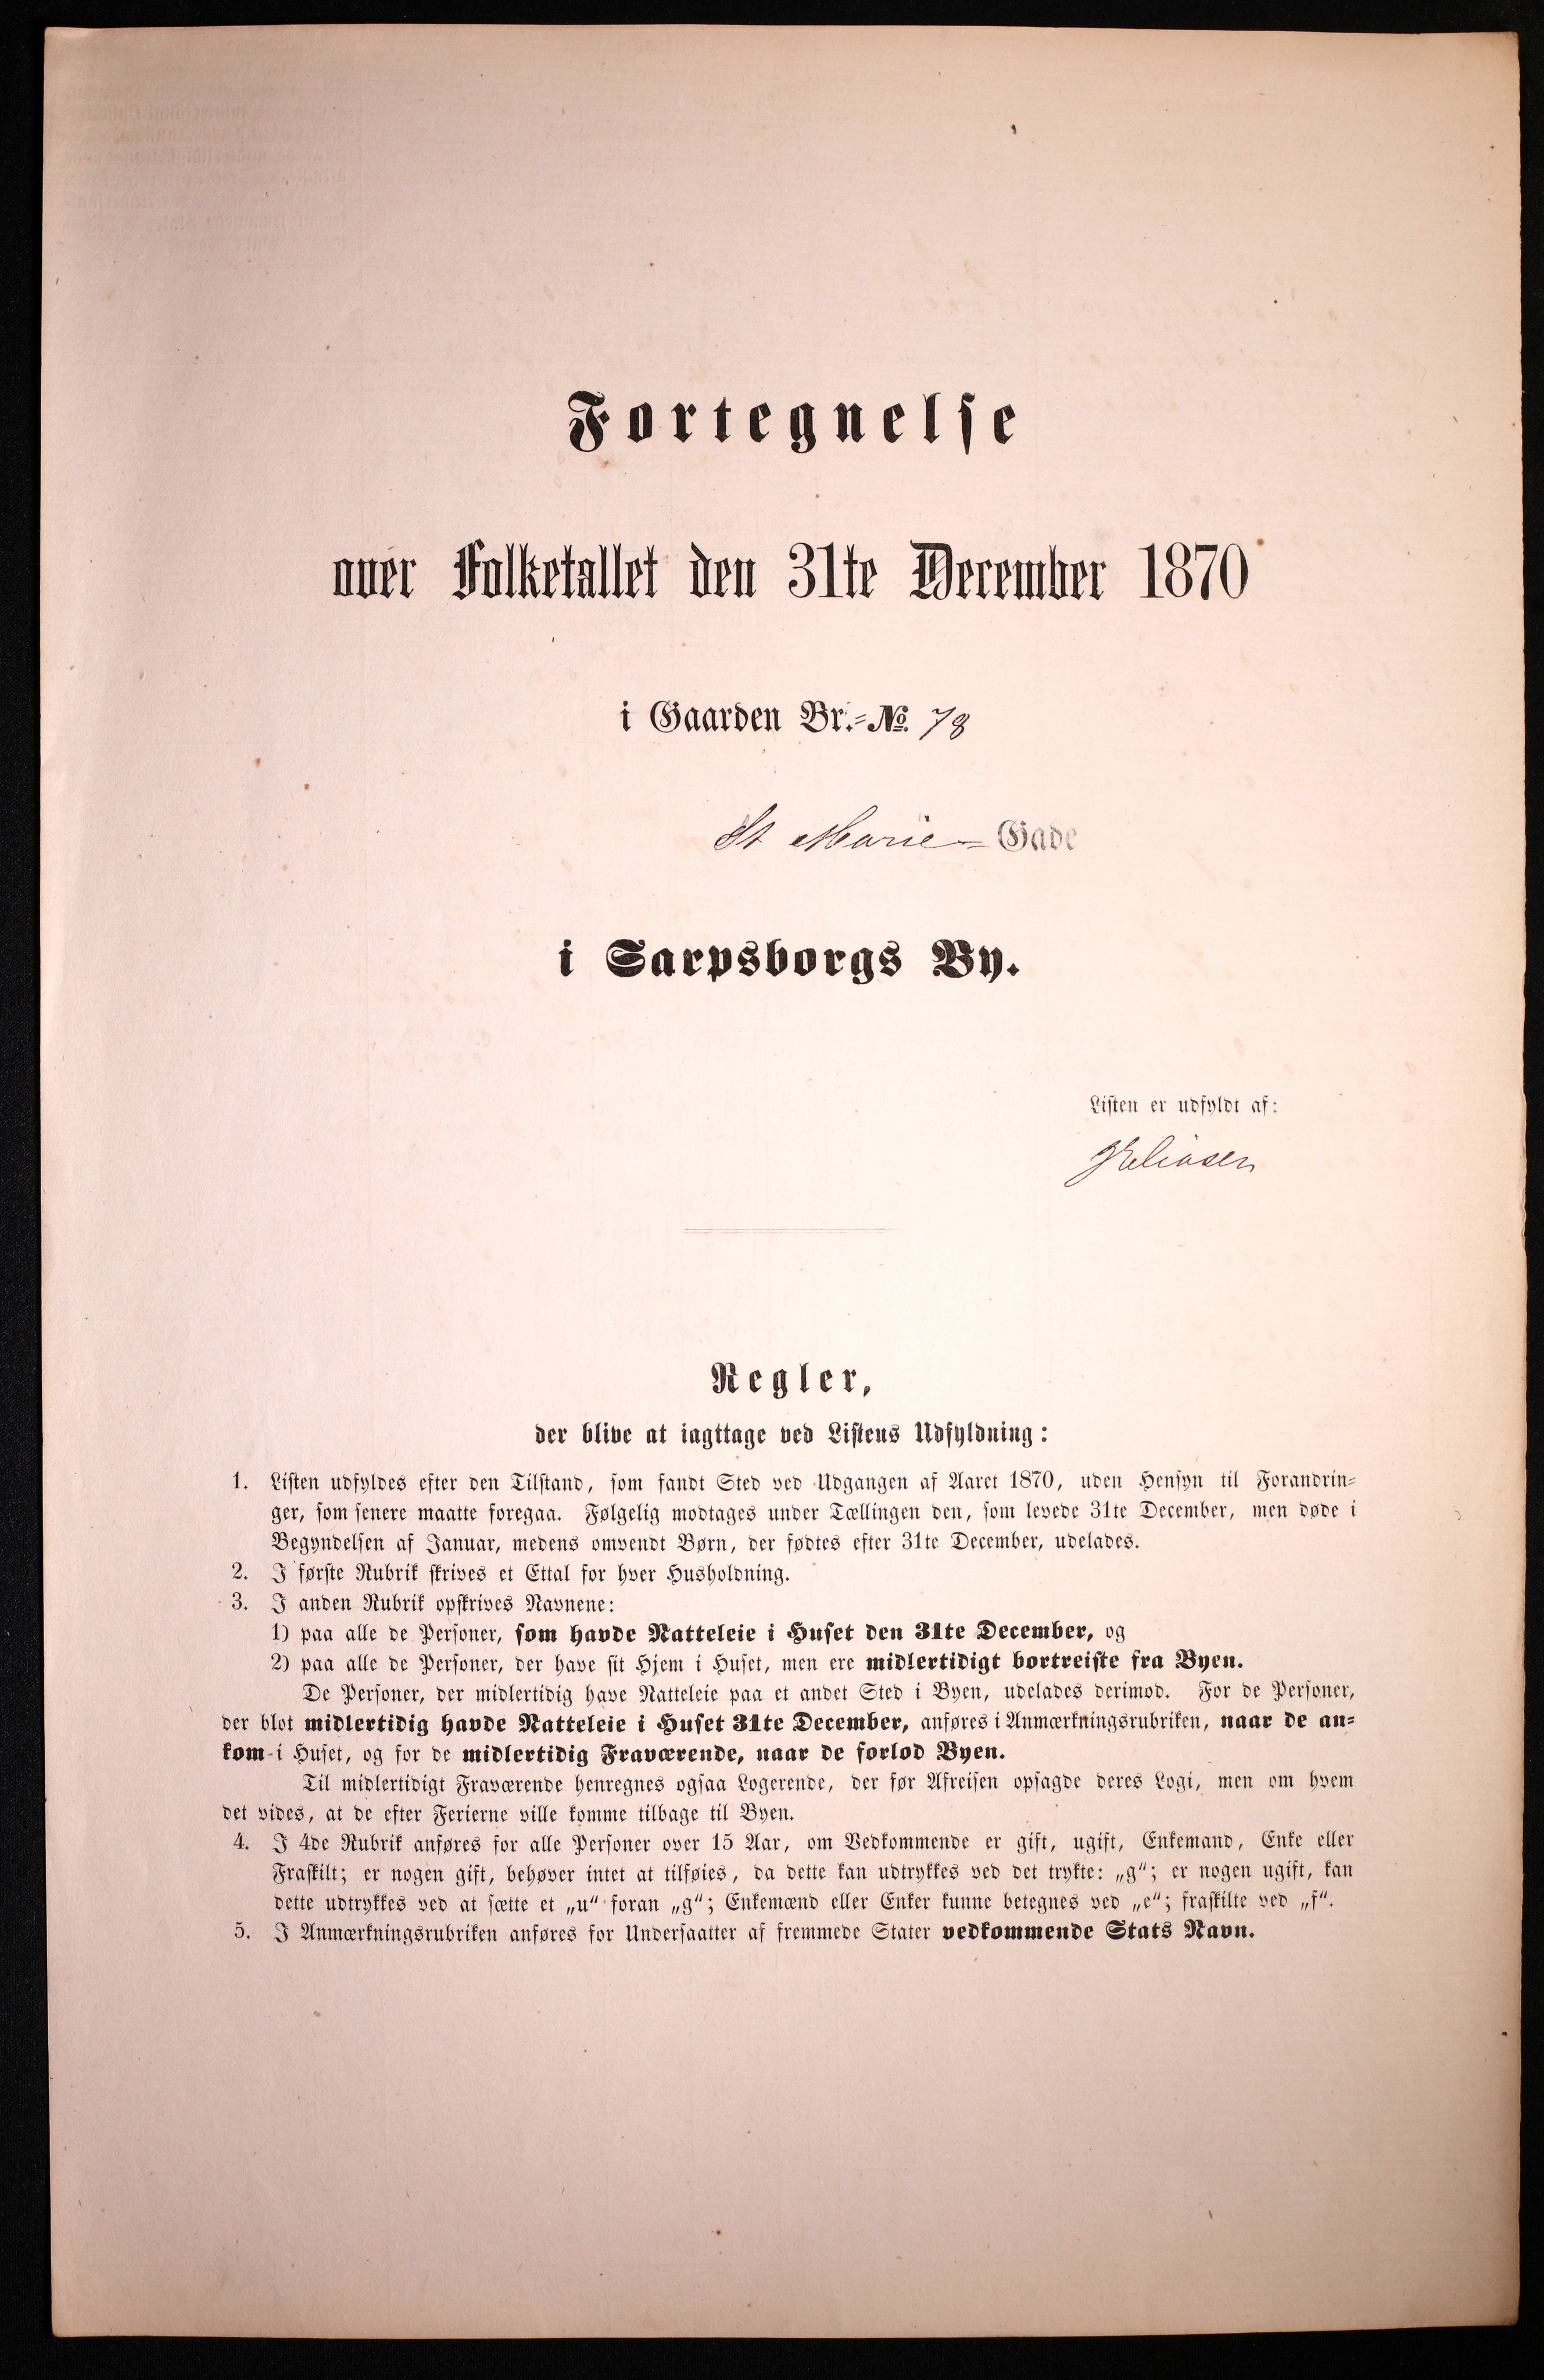 Fortegnelse
over Folketallet den 31te December 1870
i Gaarden Br.=No. 78
St Marie= Gade
i Sarpsborgs By.
Listen er udfyldt af:
Regler,
der blive at iagttage ved Listens Udfyldning:
1. Listen udfyldes efter den Tilstand, som fandt Sted ved Udgangen af Aaret 1870, uden Hensyn til Forandrin=
ger, som senere maatte foregaa. Følgelig modtages under Tællingen den, som levede 31te December, men døde i
Begyndelsen af Januar, medens omvendt Børn, der fødtes efter 31te December, udelades.
2. I første Rubrik skrives et Ettal for hver Husholdning.
3. I anden Rubrik opskrives Navnene:
1) paa alle de Personer, som havde Natteleie i Huset den 31te December, og
2) paa alle de Personer, der have sit Hjem i Huset, men ere midlertidigt bortreiste fra Byen.
De Personer, der midlertidig have Natteleie paa et andet Sted i Byen, udelades derimod. For de Personer,
der blot midlertidig havde Natteleie i Huset 31te December, anføres i Anmærkningsrubriken, naar de an=
kom i Huset, og for de midlertidig Fraværende, naar de forlod Byen.
Til midlertidigt Fraværende henregnes ogsaa Logerende, der før Afreisen opsagde deres Logi, men om hvem
det vides, at de efter Ferierne ville komme tilbage til Byen.
4. I 4de Rubrik anføres for alle Personer over 15 Aar, om Vedkommende er gift, ugift, Enkemand, Enke eller
Fraskilt; er nogen gift, behøver intet at tilføies, da dette kan udtrykkes ved det trykte: „g“; er nogen ugift, kan
dette udtrykkes ved at sætte et „u“ foran „g“; Enkemænd eller Enker kunne betegnes ved „e“; fraskilte ved „f“.
5. I Anmærkningsrubriken anføres for Undersaatter af fremmede Stater vedkommende Stats Navn.